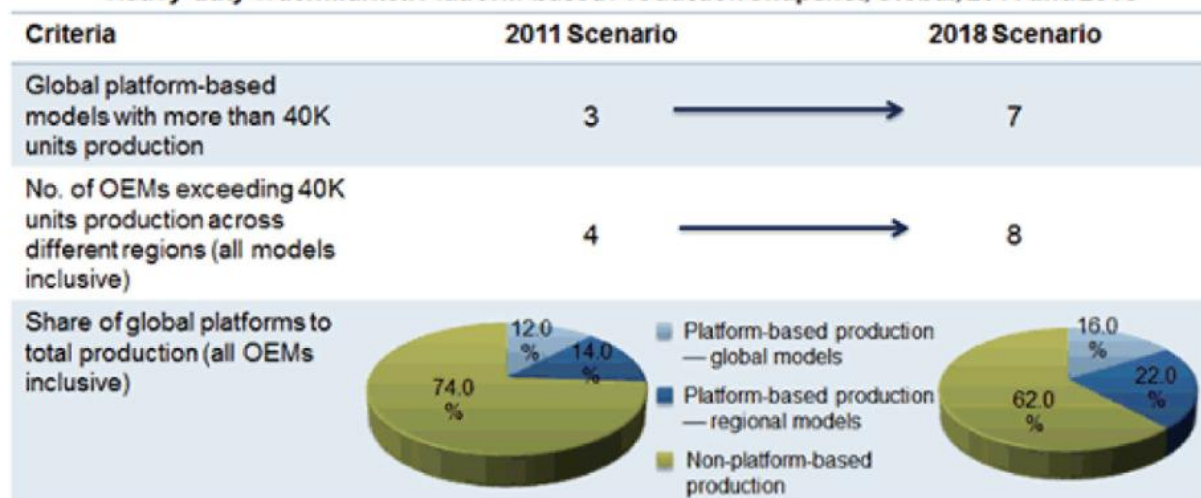 Criteria 2011 Scenario 2018 Scenario
Global platform-based
models with more than 40K
units production
3 7
No. of OEMs exceeding 40K
units production across
different regions (all models
inclusive)
4 8
Share of global platforms to
total production (all OEMs
inclusive)
12.0
%
14.0
%
74.0
%
Platform-based production
— global models
Platform-based production
— regional models
Non-platform-based
production
16.0
%
22.0
%
62.0
%